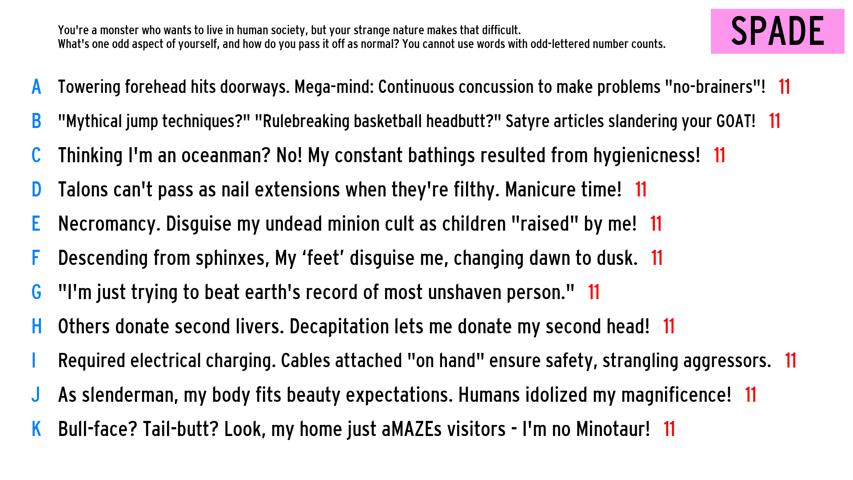 You're a monster who wants to live in human society, but your strange nature makes that difficult.
What's one odd aspect of yourself, and how do you pass it off as normal? You cannot use words with odd-lettered number counts.
SPADE
A Towering forehead hits doorways. Mega-mind: Continuous concussion to make problems "no-brainers"! 11
B "Mythical jump techniques?" "Rulebreaking basketball headbutt?" Satyre articles slandering your GOAT! 11
C Thinking I'm an oceanman? No! My constant bathings resulted from hygienicness! 11
D Talons can't pass as nail extensions when they're filthy. Manicure time! 11
E Necromancy. Disguise my undead minion cult as children "raised" by me! 11
F Descending from sphinxes, My ‘feet’ disguise me, changing dawn to dusk. 11
G "I'm just trying to beat earth's record of most unshaven person." 11
H Others donate second livers. Decapitation lets me donate my second head! 11
I Required electrical charging. Cables attached "on hand" ensure safety, strangling aggressors. 11
J As slenderman, my body fits beauty expectations. Humans idolized my magnificence! 11
K Bull-face? Tail-butt? Look, my home just aMAZEs visitors - I'm no Minotaur! 11